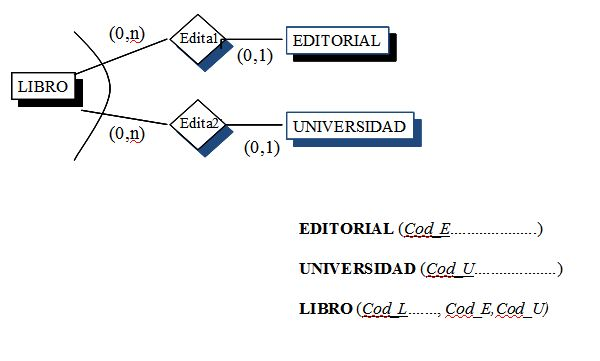 (0,n)
Edita1
EDITORIAL
(0,1)
LIBRO
(0,n)
Edita2
UNIVERSIDAD
(0,1)
EDITORIAL (Cod_E.....................)
UNIVERSIDAD (Cod_U....................)
LIBRO (Cod_L......., Cod_E,Cod_U)